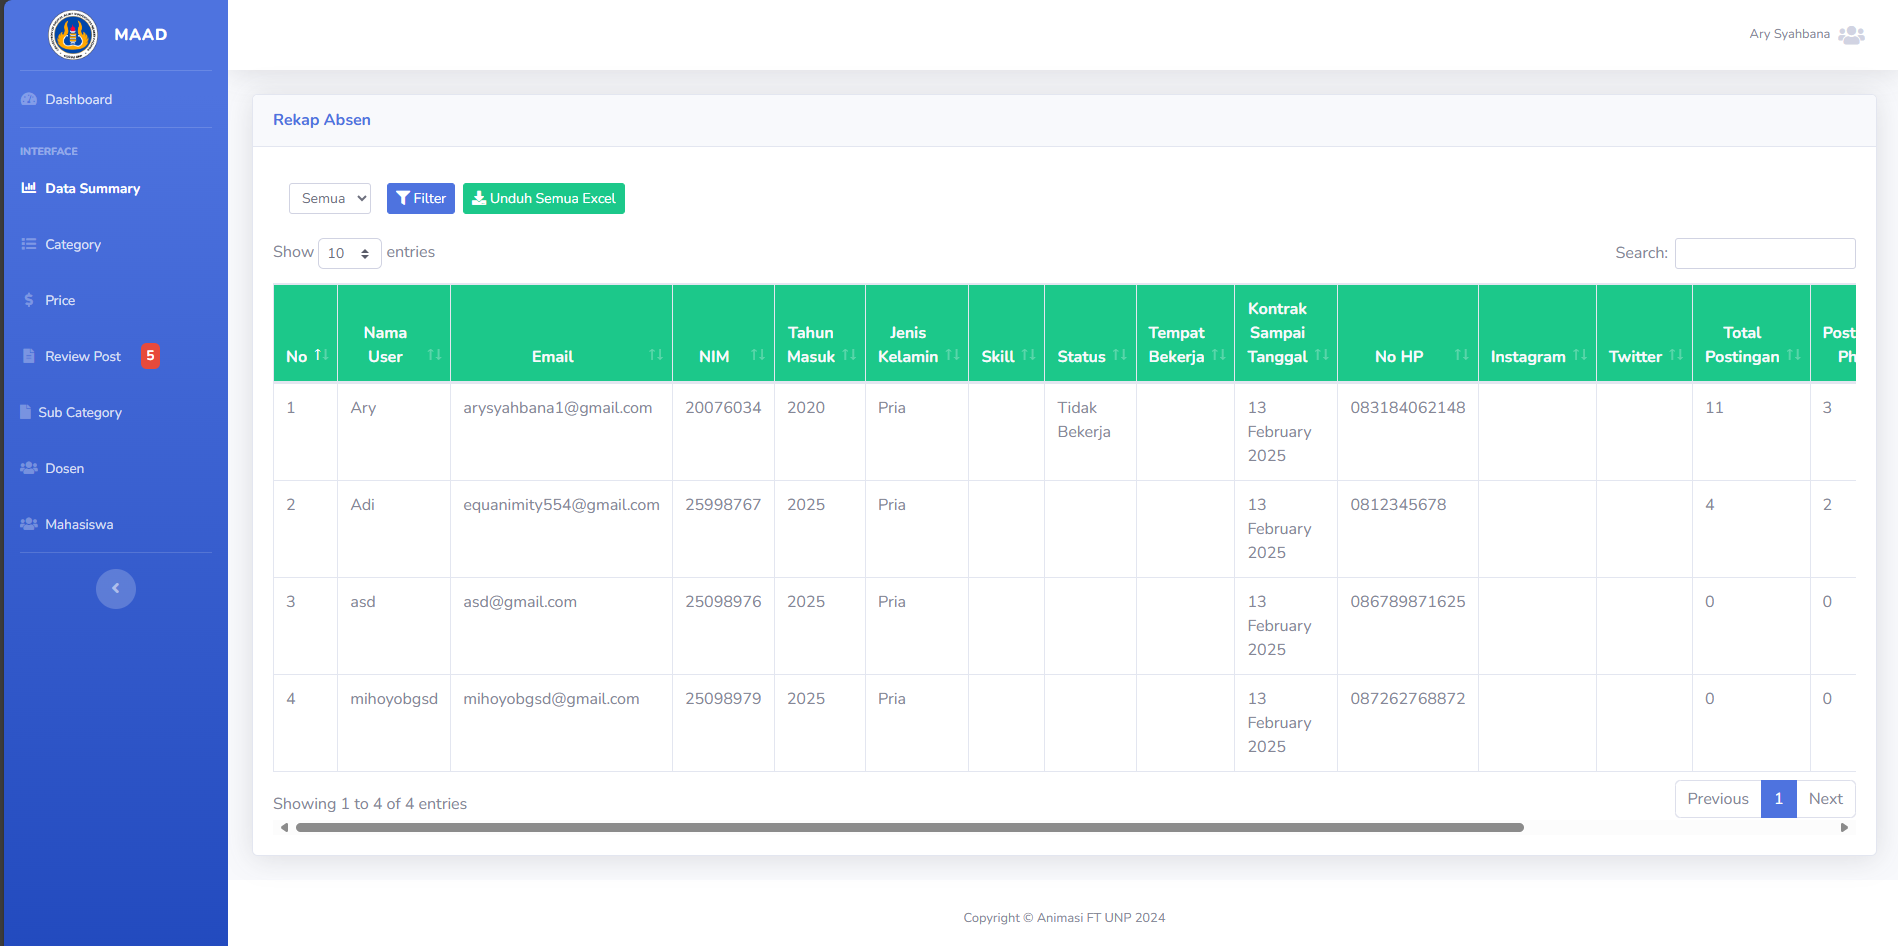 MAAD
Ary Syahbana
Dashboard
INTERFACE
Data Summary
Category
Price
Review Post 5
Sub Category
Dosen
Mahasiswa
Rekap Absen
Semua Filter Unduh Semua Excel
Show 10 entries Search:
No Nama User Email NIM Tahun Masuk Jenis Kelamin Skill Status Tempat Bekerja Kontrak Sampai Tanggal No HP Instagram Twitter Total Postingan Post Ph
1 Ary arysyahbana1@gmail.com 20076034 2020 Pria Tidak Bekerja 13 February 2025 083184062148 11 3
2 Adi equanimity554@gmail.com 25998767 2025 Pria 13 February 2025 0812345678 4 2
3 asd asd@gmail.com 25098976 2025 Pria 13 February 2025 086789871625 0 0
4 mihoyobgsd mihoyobgsd@gmail.com 25098979 2025 Pria 13 February 2025 087262768872 0 0
Showing 1 to 4 of 4 entries Previous 1 Next
Copyright © Animasi FT UNP 2024